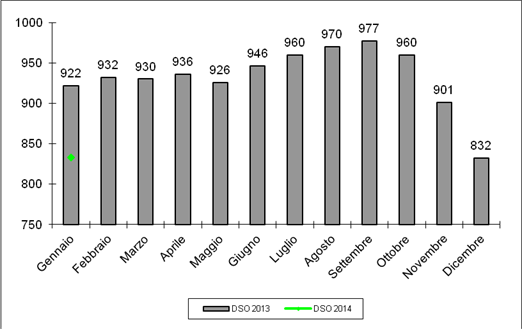 1000
950
900
850
800
750
922
932
930
936
926
946
960
970
977
960
901
832
Gennaio
Febbraio
Marzo
Aprile
Maggio
Giugno
Luglio
Agosto
Settembre
Ottobre
Novembre
Dicembre
DSO 2013
DSO 2014